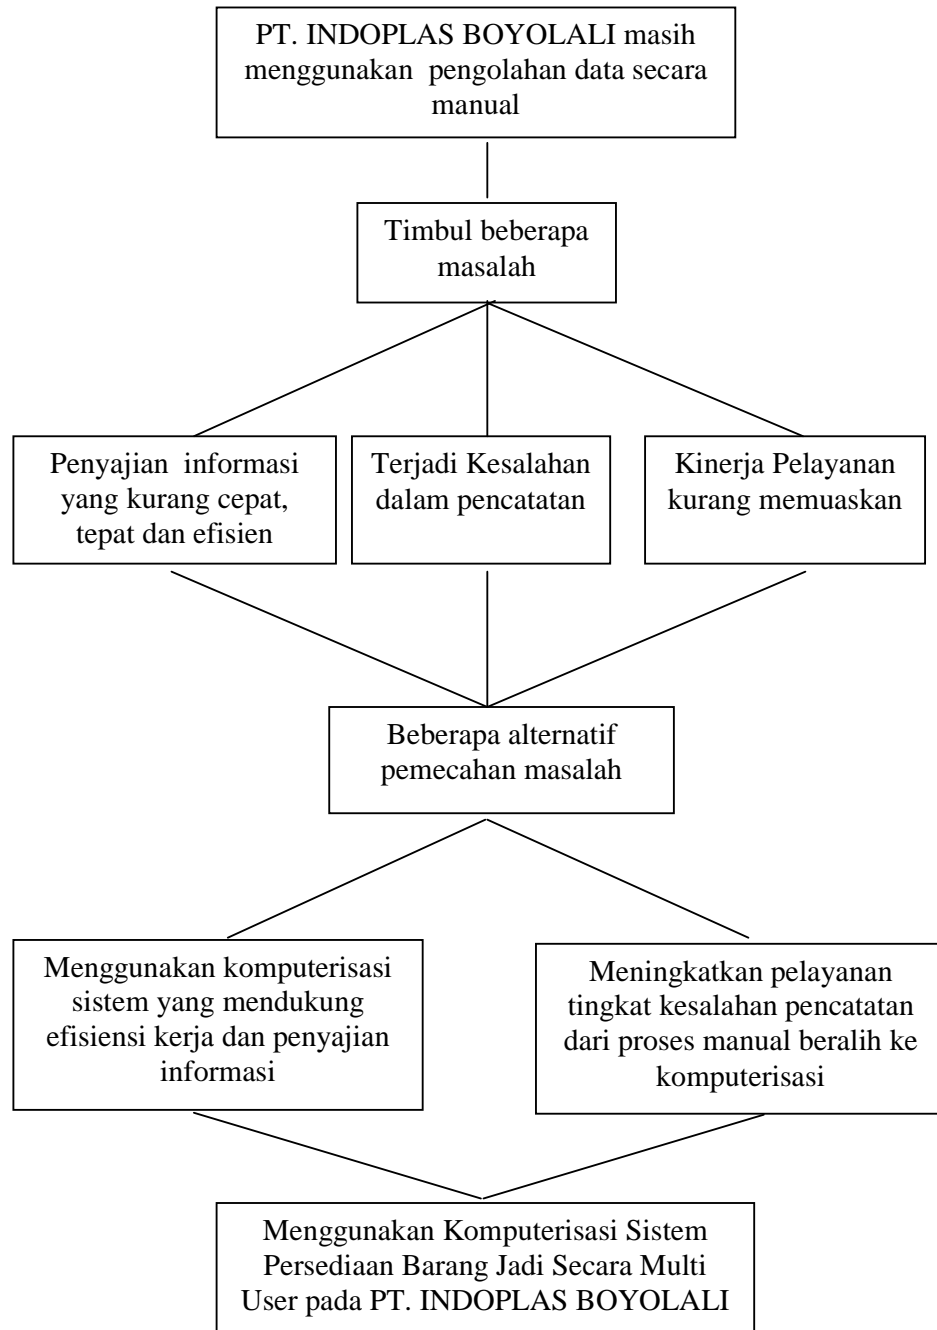 PT. INDOPLAS BOYOLALI masih
menggunakan pengolahan data secara
manual
Timbul beberapa
masalah
Penyajian informasi
yang kurang cepat,
tepat dan efisien
Terjadi Kesalahan
dalam pencatatan
Kinerja Pelayanan
kurang memuaskan
Beberapa alternatif
pemecahan masalah
Menggunakan komputerisasi
sistem yang mendukung
efisiensi kerja dan penyajian
informasi
Meningkatkan pelayanan
tingkat kesalahan pencatatan
dari proses manual beralih ke
komputerisasi
Menggunakan Komputerisasi Sistem
Persediaan Barang Jadi Secara Multi
User pada PT. INDOPLAS BOYOLALI